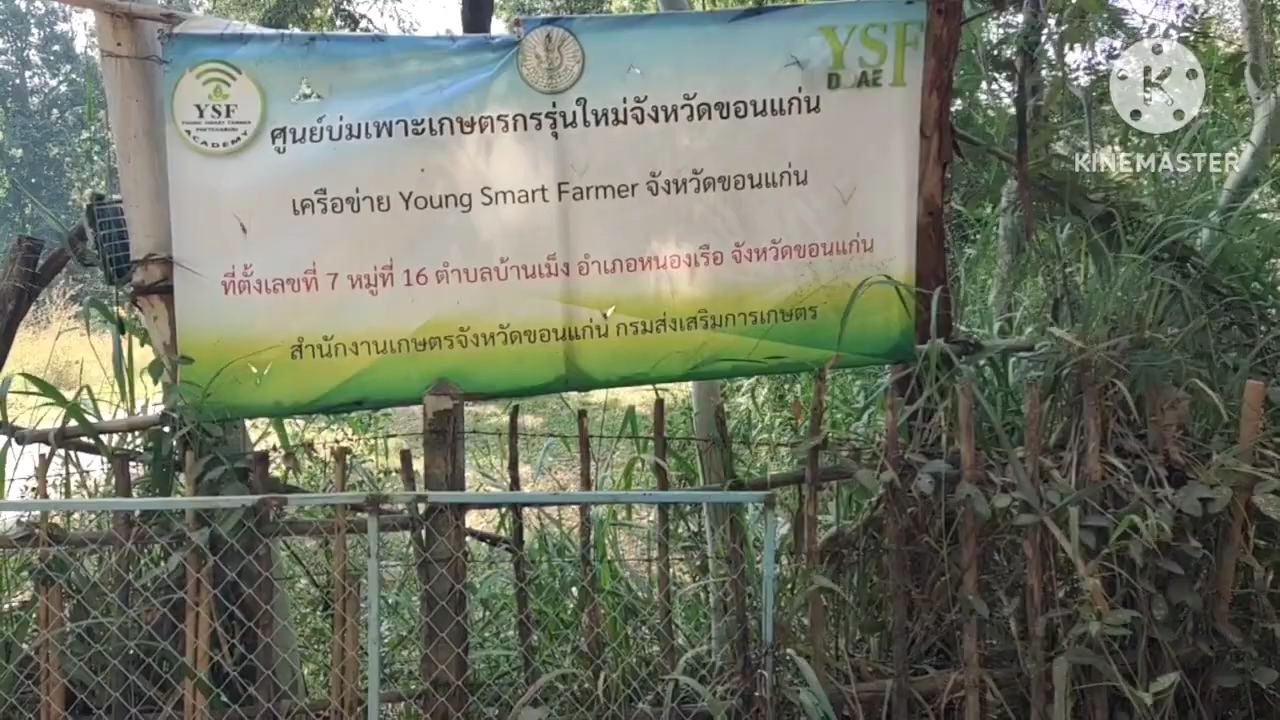 YSF
YOUNG SMART FARMER
PHETCHABUN
ACADEMY
YSF
DOAE
KINEMASTER
ศูนย์บ่มเพาะเกษตรกรรุ่นใหม่จังหวัดขอนแก่น
เครือข่าย Young Smart Farmer จังหวัดขอนแก่น
ที่ตั้งเลขที่ 7 หมู่ที่ 16 ตำบลบ้านเม็ง อำเภอหนองเรือ จังหวัดขอนแก่น
สำนักงานเกษตรจังหวัดขอนแก่น กรมส่งเสริมการเกษตร